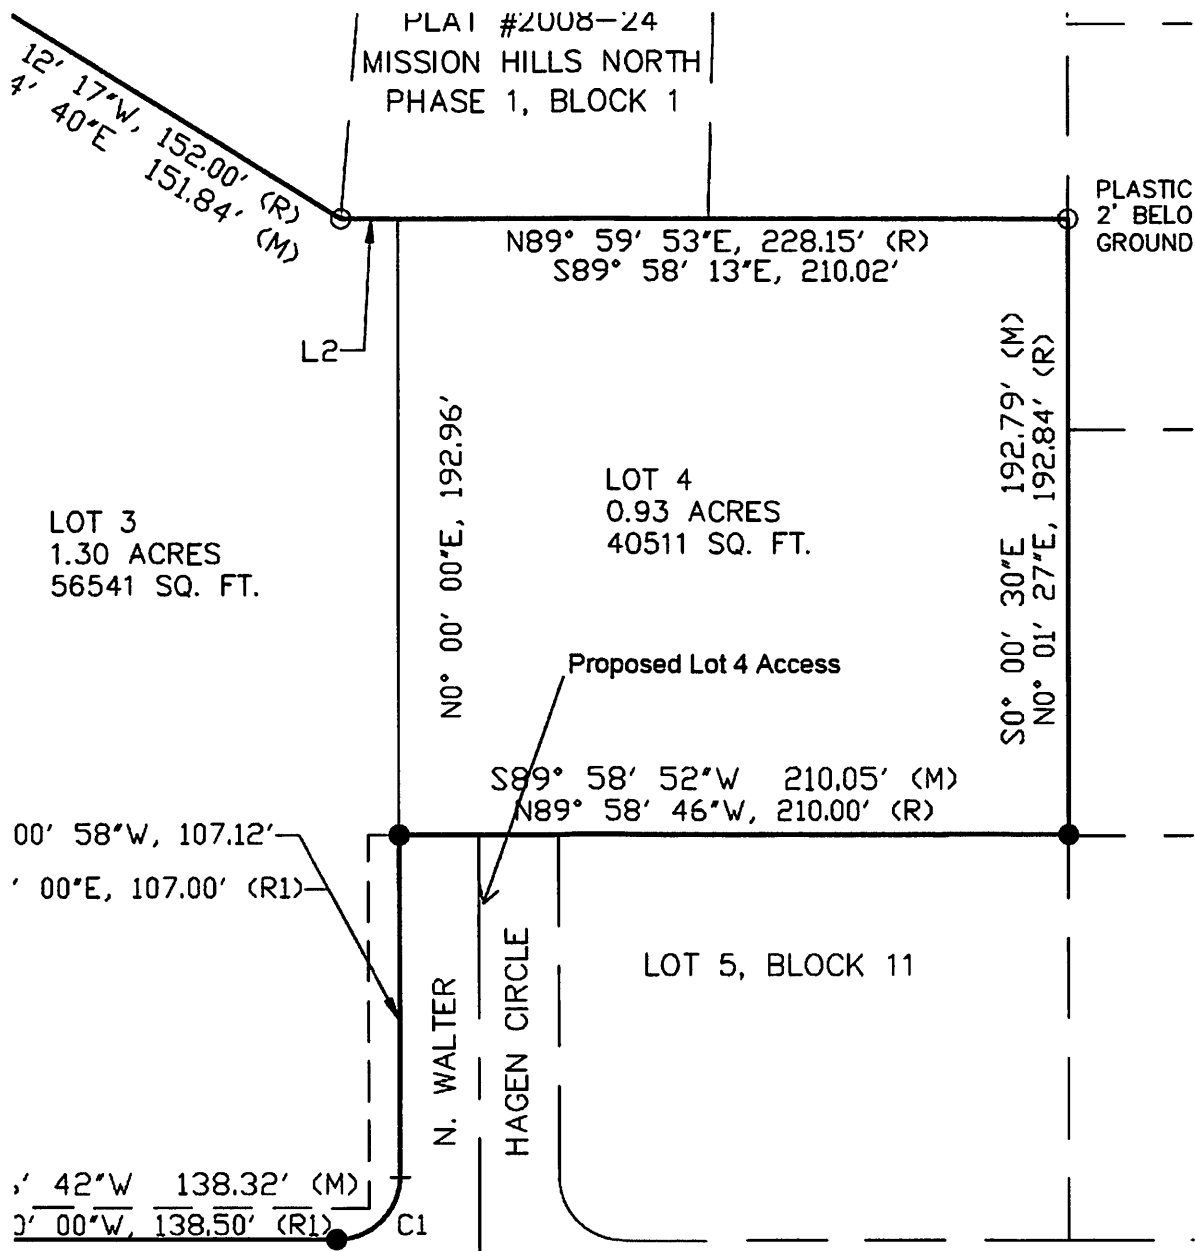 PLAT #2008-24
MISSION HILLS NORTH
PHASE 1, BLOCK 1
12' 17"W, 152.00' (R)
4' 40"E 151.84' (M)
PLASTIC
2' BELO
GROUND
N89° 59' 53"E, 228.15' (R)
S89° 58' 13"E, 210.02'
L2
N0° 00' 00"E, 192.96'
S0° 00' 30"E 192.79' (M)
N0° 01' 27"E, 192.84' (R)
LOT 4
0.93 ACRES
40511 SQ. FT.
LOT 3
1.30 ACRES
56541 SQ. FT.
Proposed Lot 4 Access
S89° 58' 52"W 210.05' (M)
N89° 58' 46"W, 210.00' (R)
00' 58"W, 107.12'
' 00"E, 107.00' (R1)
LOT 5, BLOCK 11
N. WALTER
HAGEN CIRCLE
' 42"W 138.32' (M)
0' 00"W, 138.50' (R1)
C1